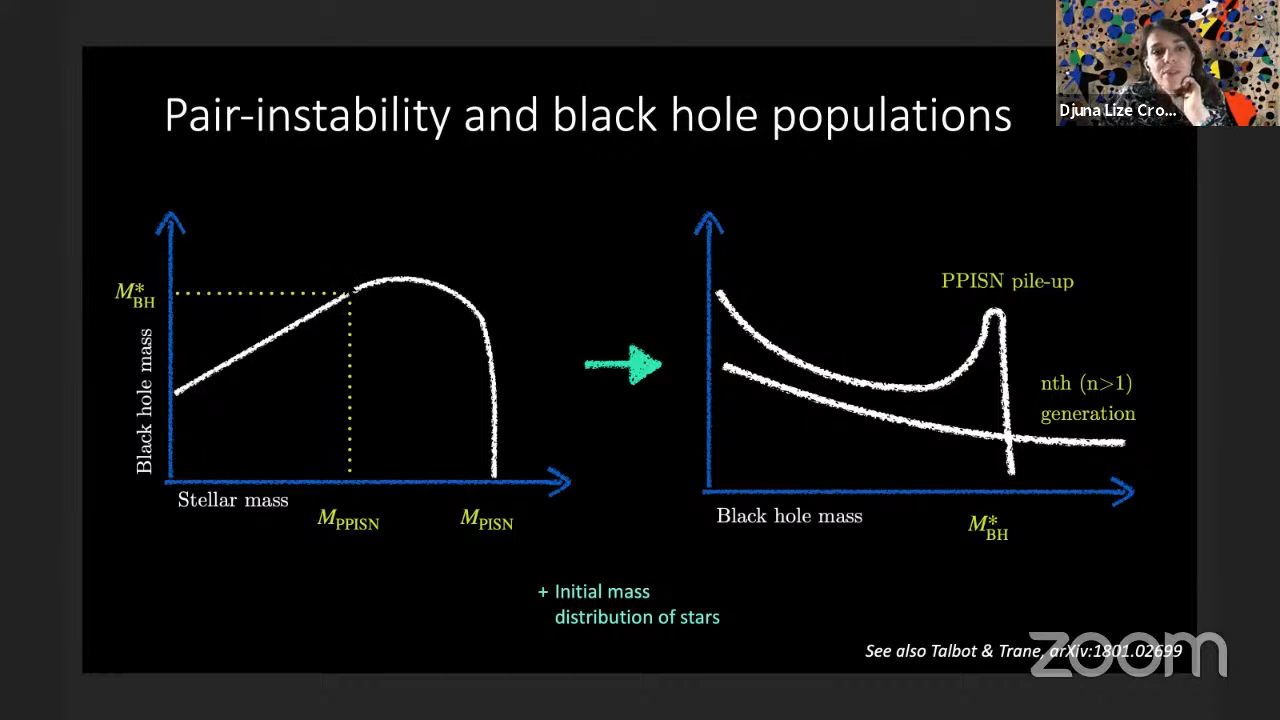 Pair-instability and black hole populations
Djuna Lize Cro...
M*BH
Black hole mass
Stellar mass
MPPISN
MPISN
PPISN pile-up
nth (n>1)
generation
Black hole mass
M*BH
+ Initial mass
distribution of stars
See also Talbot & Trane, arXiv:1801.02699
zoom